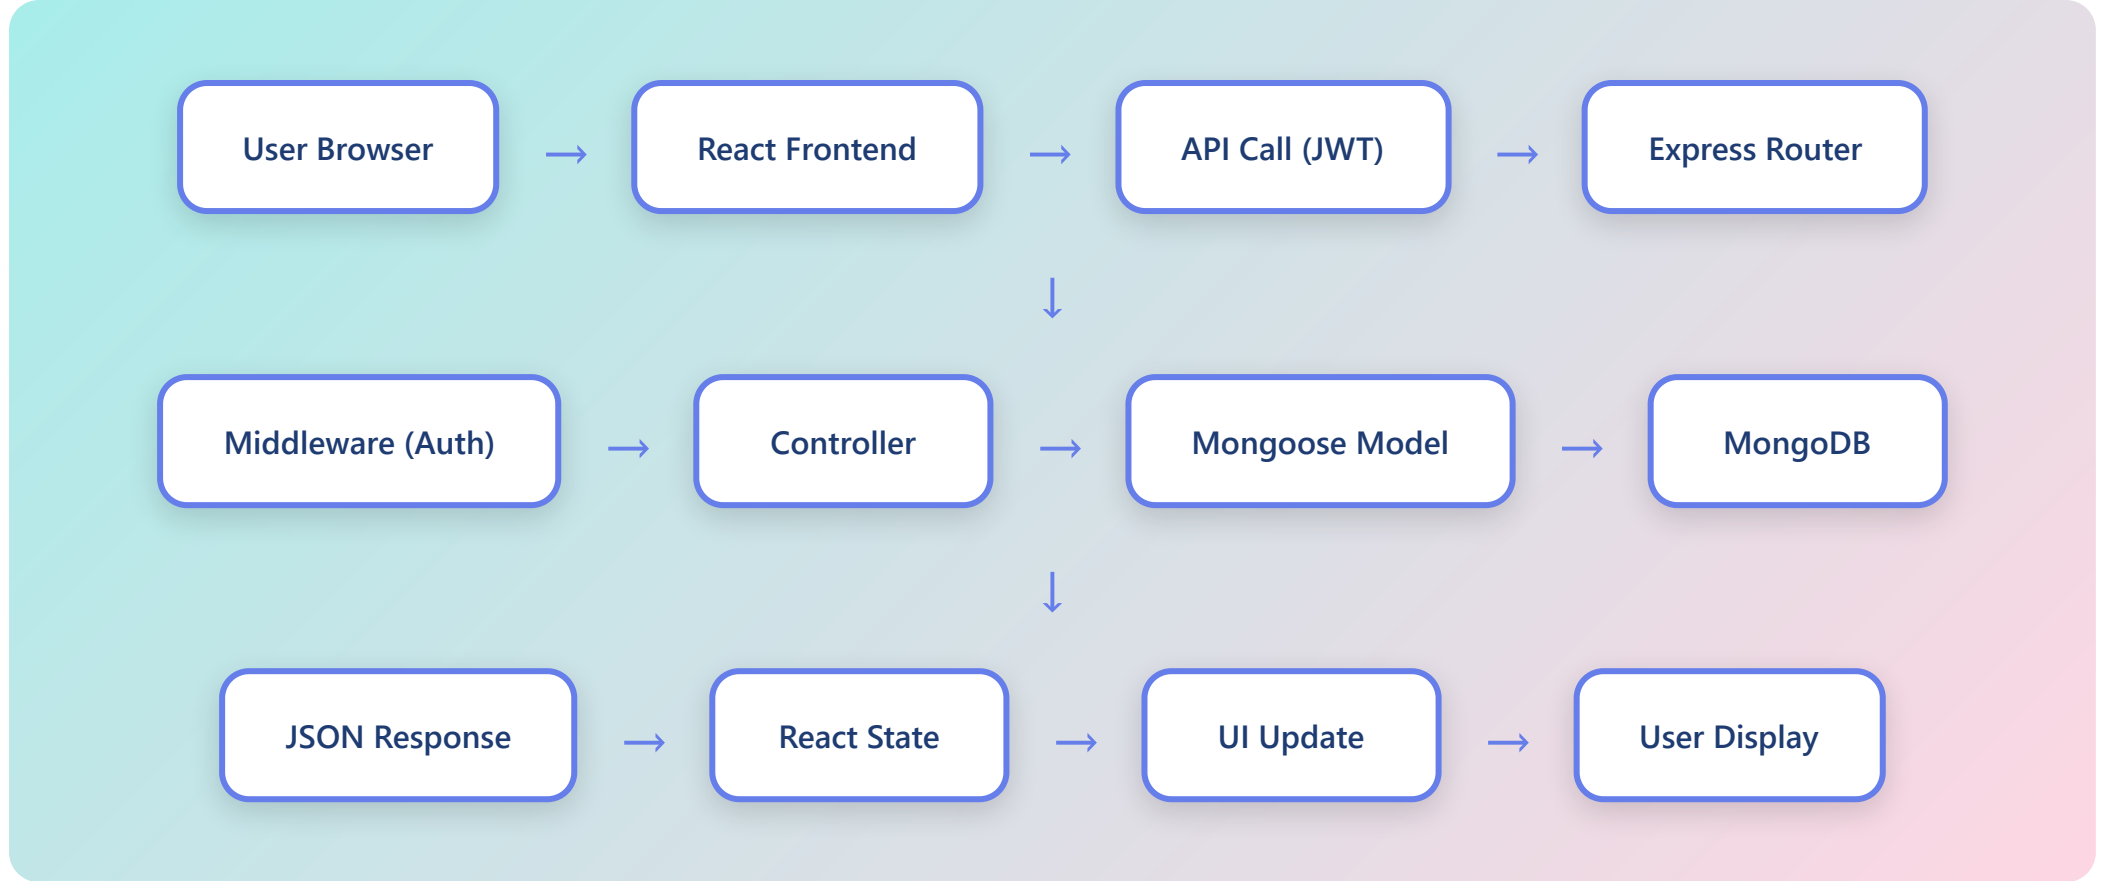 User Browser → React Frontend → API Call (JWT) → Express Router
↓
Middleware (Auth) → Controller → Mongoose Model → MongoDB
↓
JSON Response → React State → UI Update → User Display